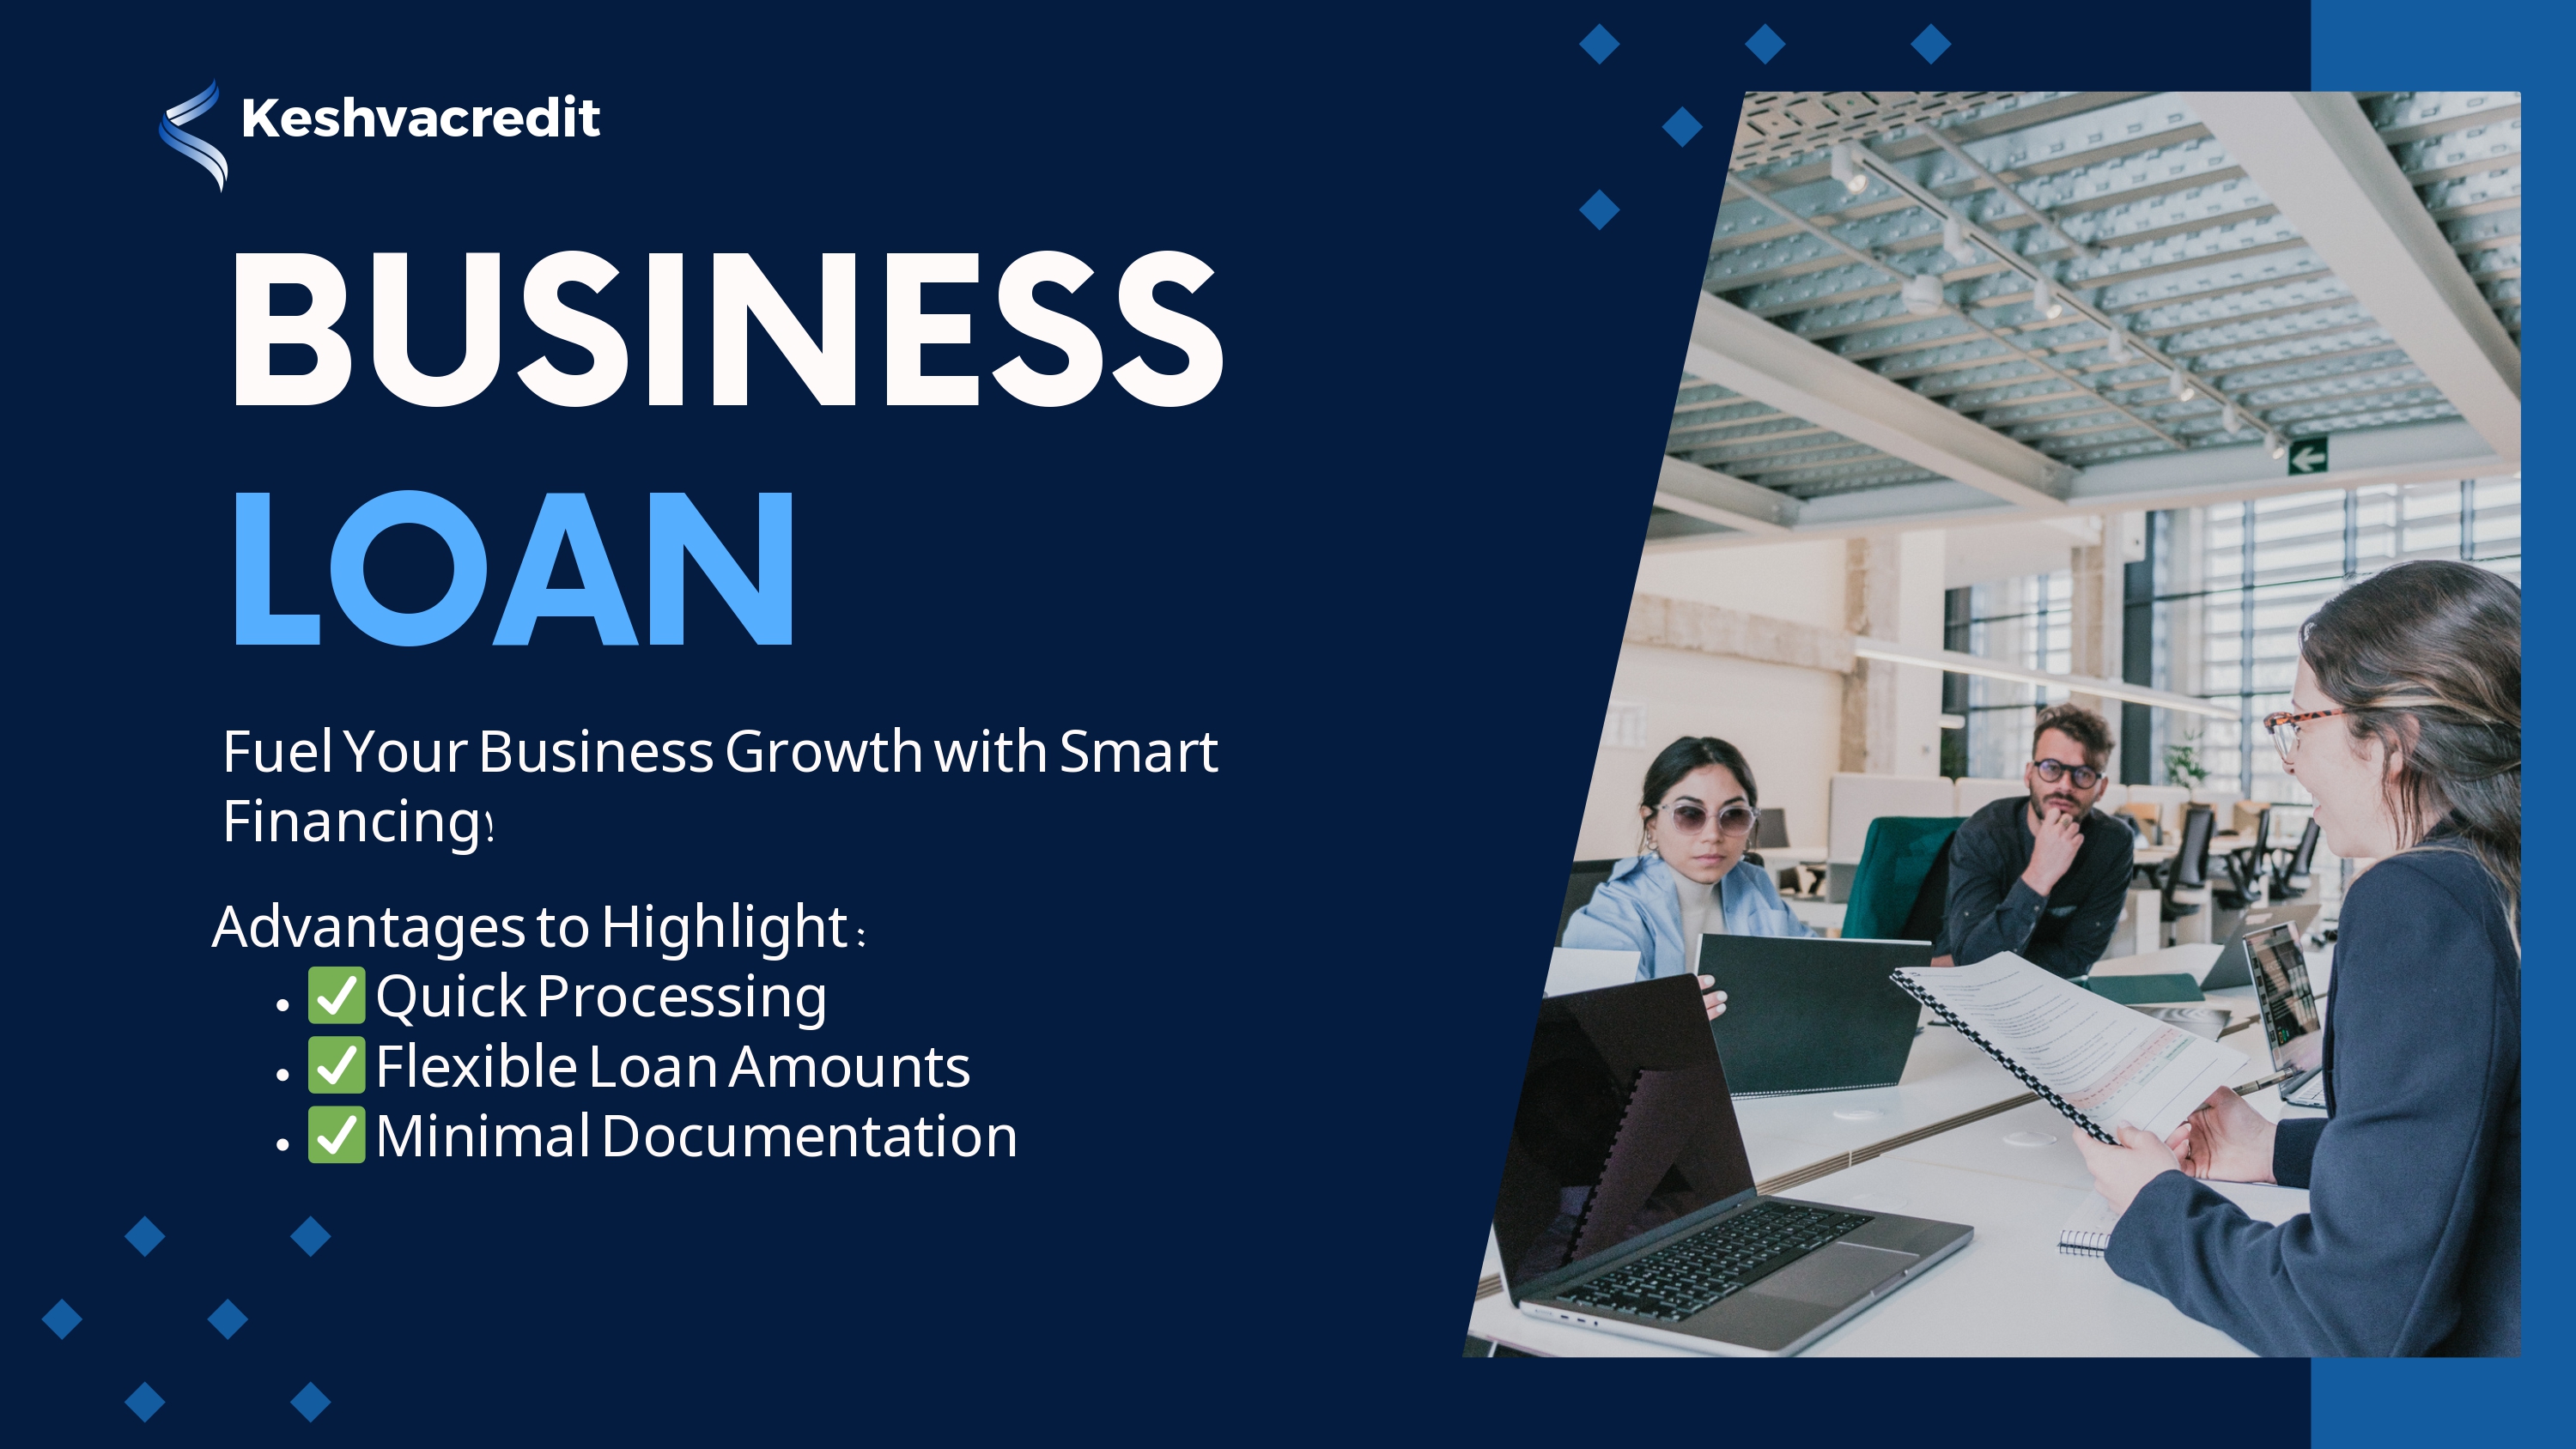 Keshvacredit
BUSINESS
LOAN
Fuel Your Business Growth with Smart
Financing!
Advantages to Highlight :
• ✅ Quick Processing
• ✅ Flexible Loan Amounts
• ✅ Minimal Documentation